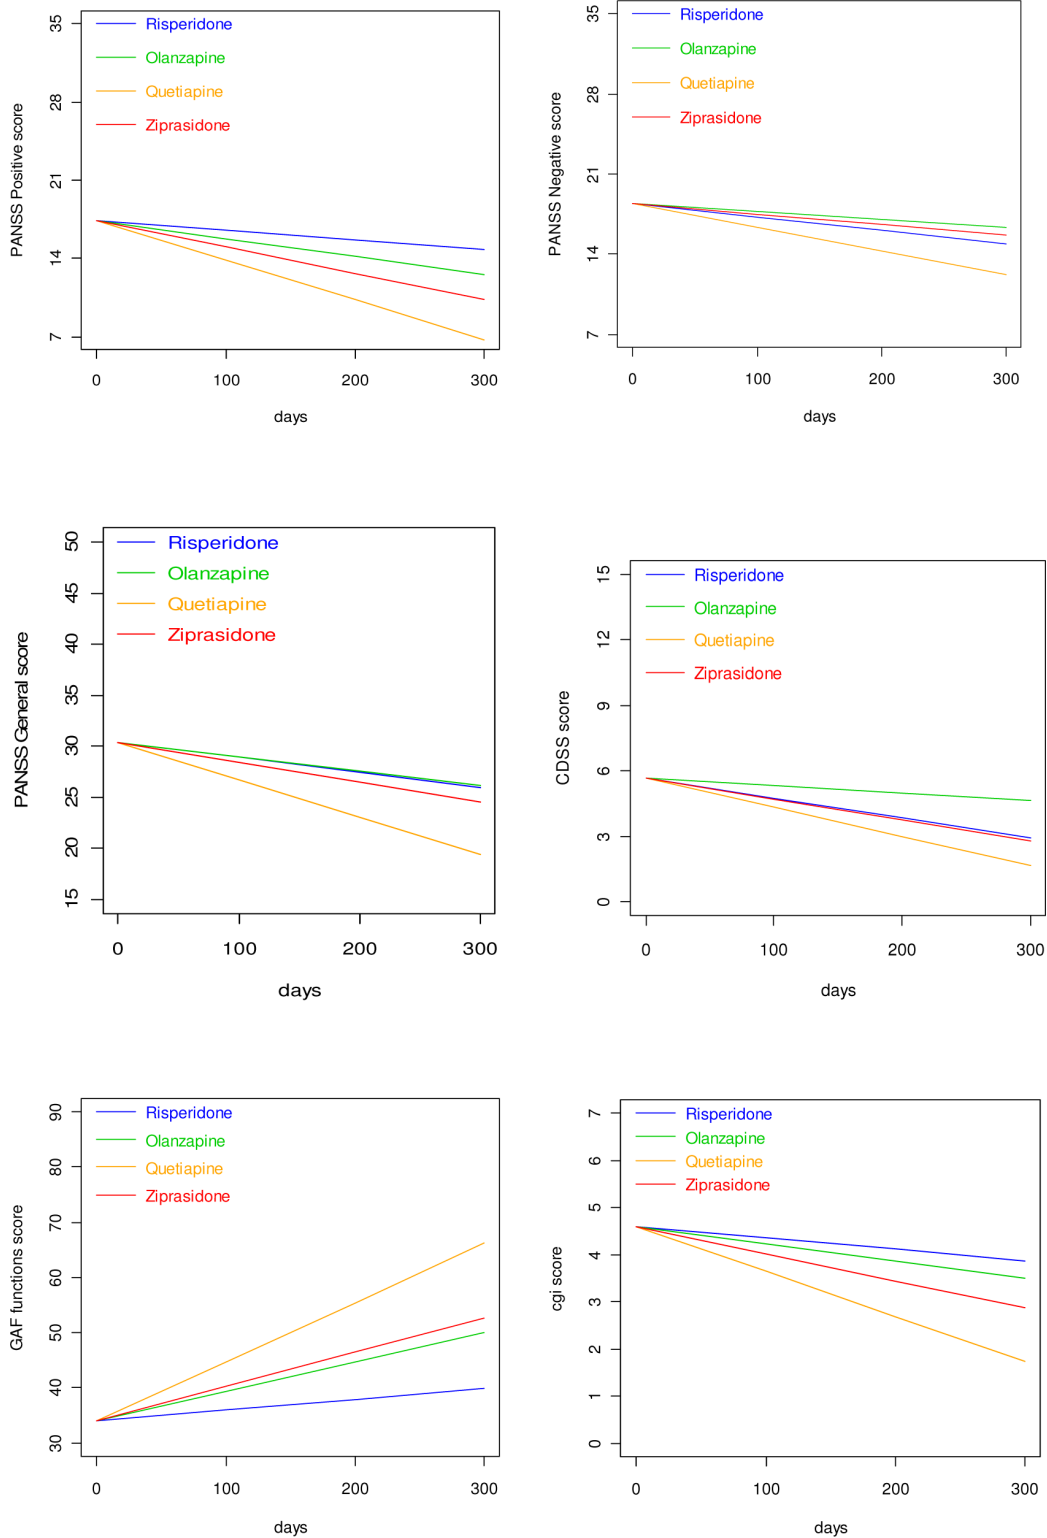 PANSS Positive score
35
28
21
14
7
Risperidone
Olanzapine
Quetiapine
Ziprasidone
0 100 200 300
days
PANSS Negative score
35
28
21
14
7
Risperidone
Olanzapine
Quetiapine
Ziprasidone
0 100 200 300
days
PANSS General score
50
45
40
35
30
25
20
15
Risperidone
Olanzapine
Quetiapine
Ziprasidone
0 100 200 300
days
CDSS score
15
12
9
6
3
0
Risperidone
Olanzapine
Quetiapine
Ziprasidone
0 100 200 300
days
GAF functions score
90
80
70
60
50
40
30
Risperidone
Olanzapine
Quetiapine
Ziprasidone
0 100 200 300
days
cgi score
7
6
5
4
3
2
1
0
Risperidone
Olanzapine
Quetiapine
Ziprasidone
0 100 200 300
days